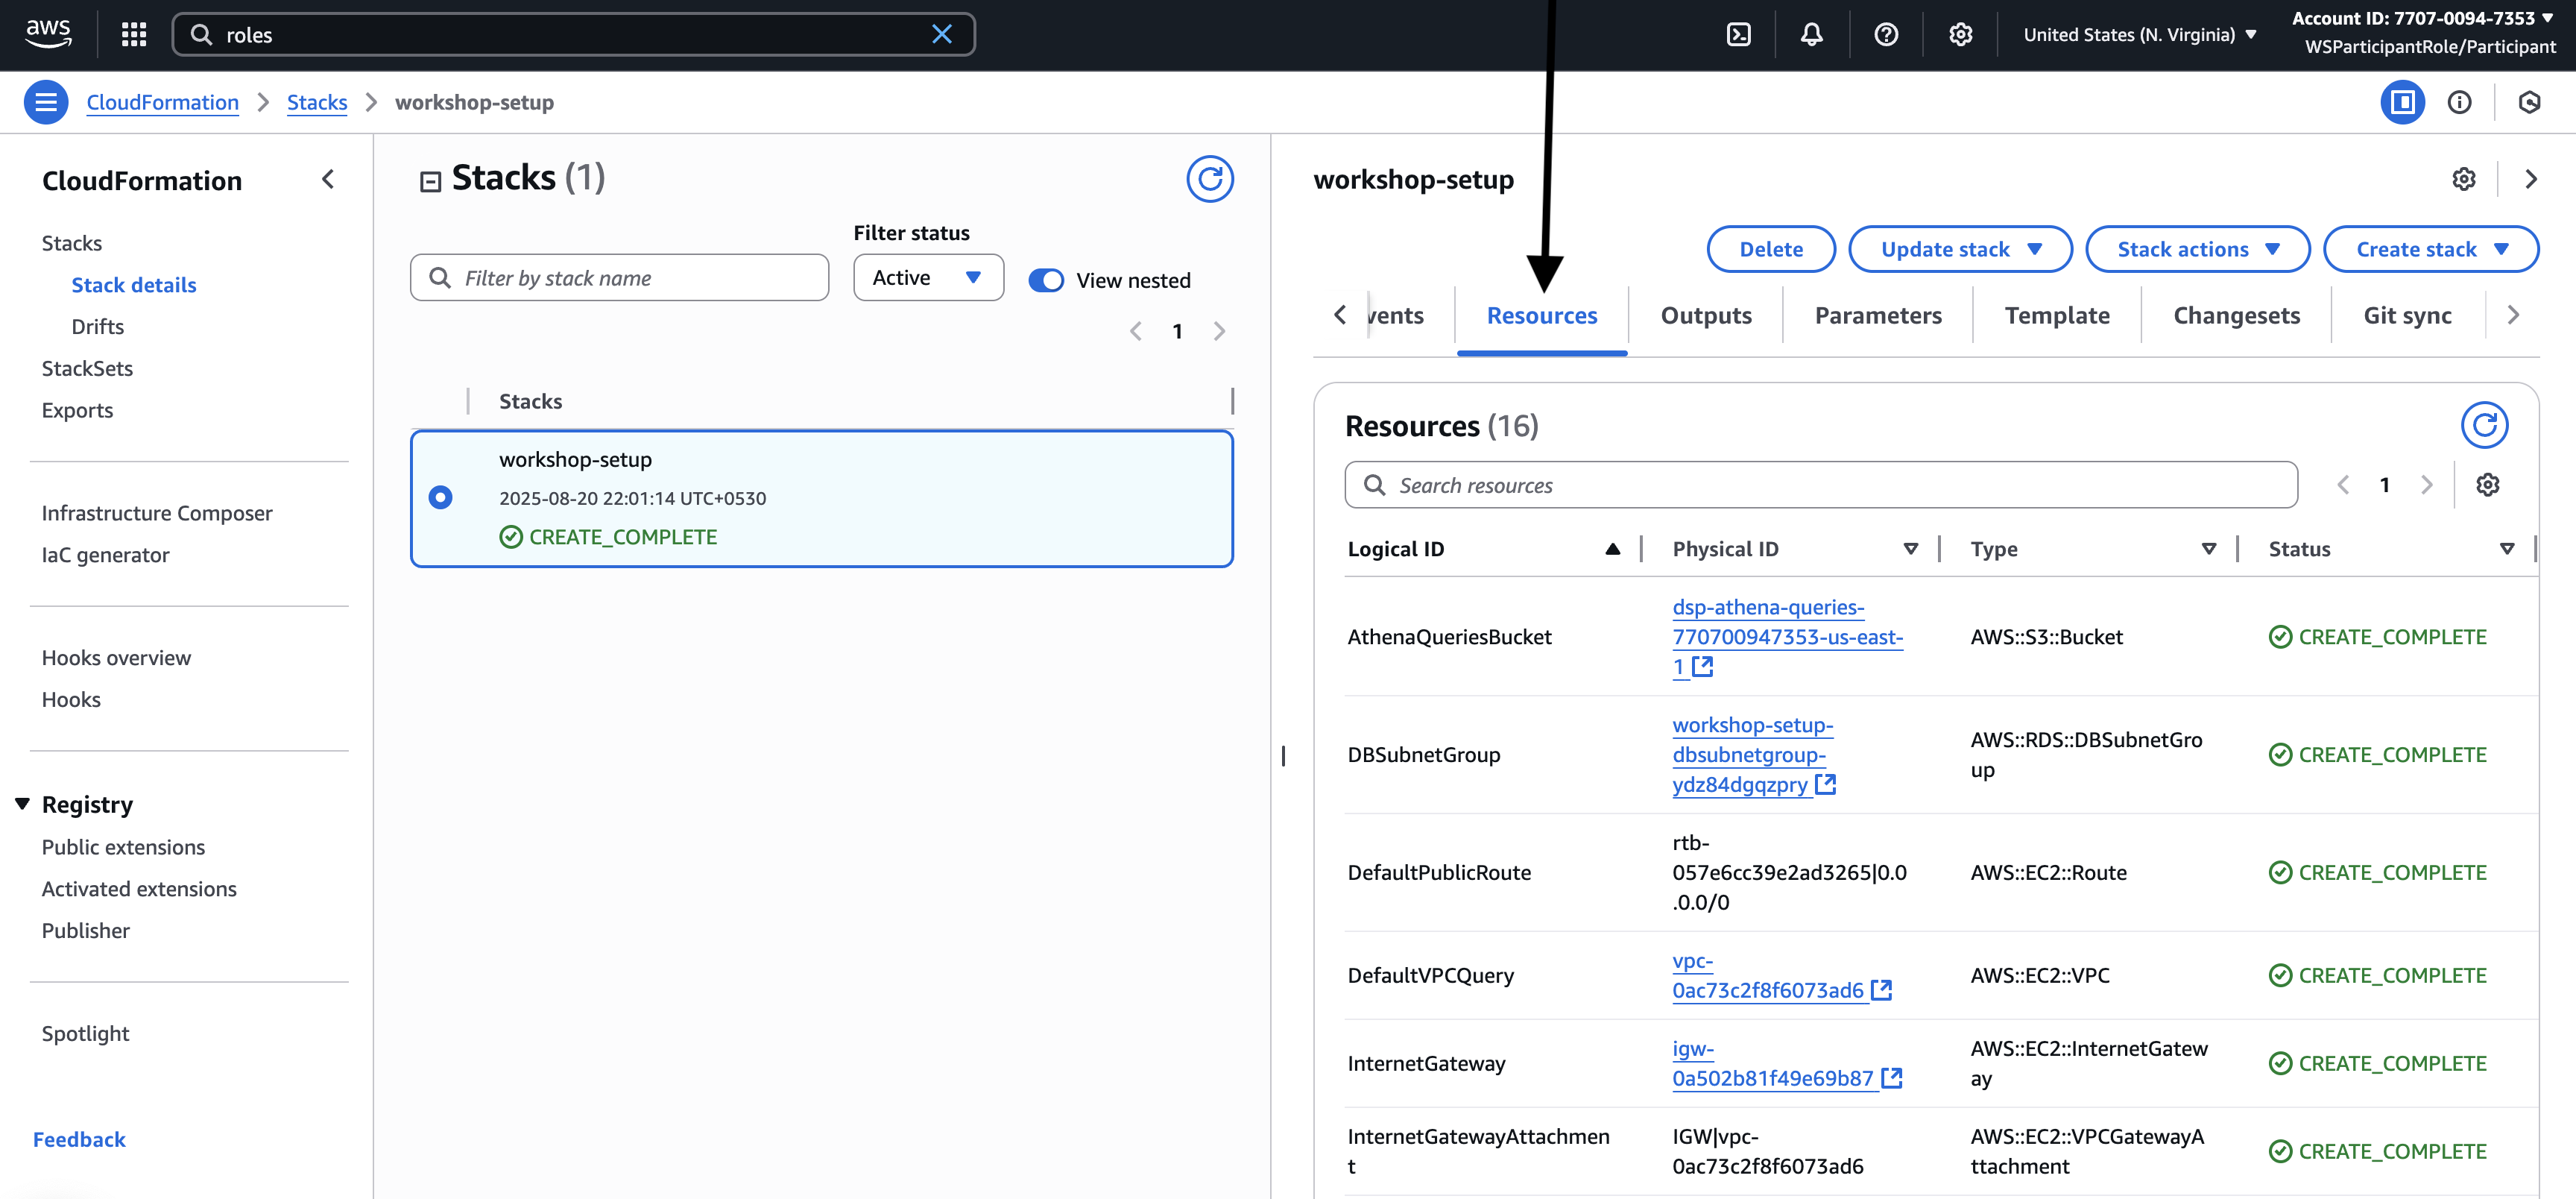 aws
roles
United States (N. Virginia)
Account ID: 7707-0094-7353
WSParticipantRole/Participant
CloudFormation
Stacks
workshop-setup
CloudFormation
Stacks
Stack details
Drifts
StackSets
Exports
Infrastructure Composer
IaC generator
Hooks overview
Hooks
Registry
Public extensions
Activated extensions
Publisher
Spotlight
Feedback
Stacks (1)
Filter status
Filter by stack name
Active
View nested
1
Stacks
workshop-setup
2025-08-20 22:01:14 UTC+0530
CREATE_COMPLETE
workshop-setup
Delete
Update stack
Stack actions
Create stack
vents
Resources
Outputs
Parameters
Template
Changesets
Git sync
Resources (16)
Search resources
1
Logical ID
Physical ID
Type
Status
AthenaQueriesBucket
dsp-athena-queries-
770700947353-us-east-
1
AWS::S3::Bucket
CREATE_COMPLETE
DBSubnetGroup
workshop-setup-
dbsubnetgroup-
ydz84dgqzpry
AWS::RDS::DBSubnetGro
up
CREATE_COMPLETE
DefaultPublicRoute
rtb-
057e6cc39e2ad3265|0.0
.0.0/0
AWS::EC2::Route
CREATE_COMPLETE
DefaultVPCQuery
vpc-
0ac73c2f8f6073ad6
AWS::EC2::VPC
CREATE_COMPLETE
InternetGateway
igw-
0a502b81f49e69b87
AWS::EC2::InternetGatew
ay
CREATE_COMPLETE
InternetGatewayAttachmen
t
IGW|vpc-
0ac73c2f8f6073ad6
AWS::EC2::VPCGatewayA
ttachment
CREATE_COMPLETE